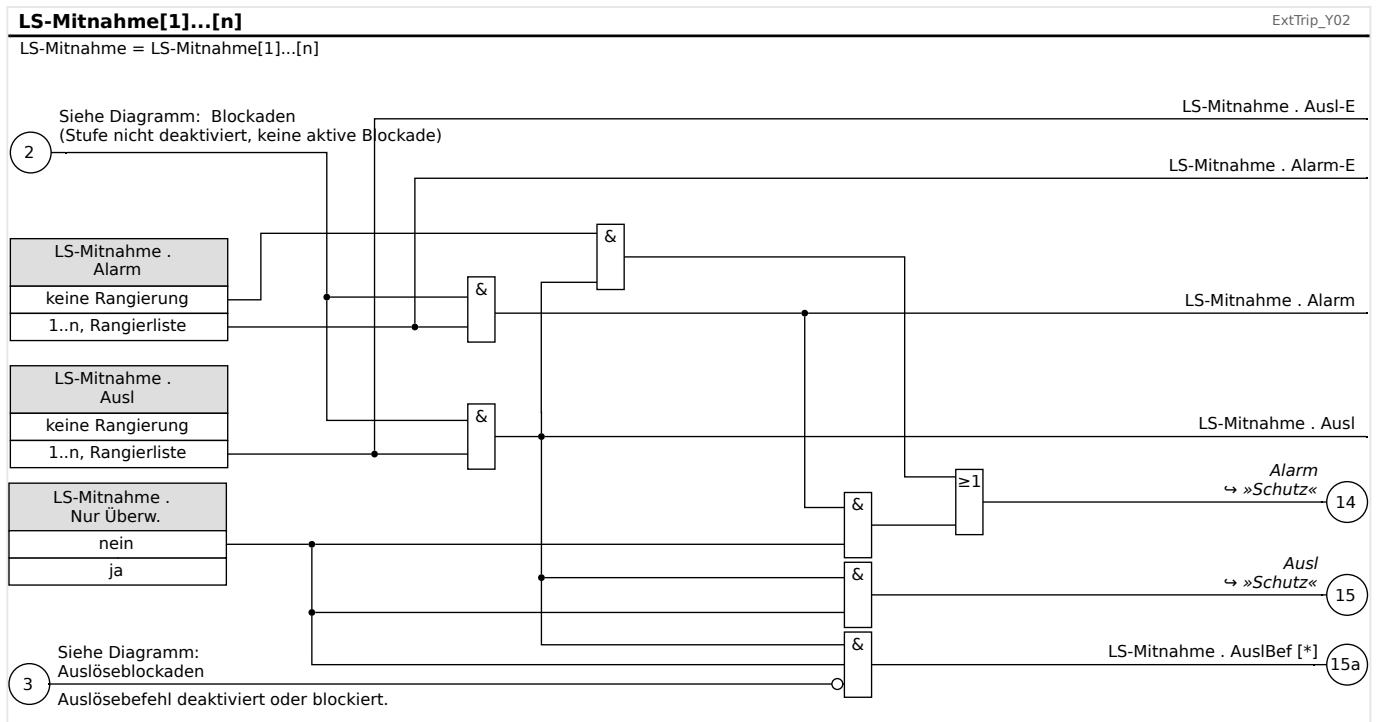 LS-Mitnahme[1]...[n]
ExtTrip_Y02
LS-Mitnahme = LS-Mitnahme[1]...[n]
Siehe Diagramm: Blockaden
(Stufe nicht deaktiviert, keine aktive Blockade)
2
LS-Mitnahme . Ausl-E
LS-Mitnahme . Alarm-E
&
LS-Mitnahme .
Alarm
keine Rangierung
1..n, Rangierliste
&
LS-Mitnahme . Alarm
LS-Mitnahme .
Ausl
keine Rangierung
1..n, Rangierliste
&
LS-Mitnahme . Ausl
LS-Mitnahme .
Nur Überw.
nein
ja
≥1
&
Alarm
↪ »Schutz«
14
&
Ausl
↪ »Schutz«
15
&
LS-Mitnahme . AuslBef [*]
15a
Siehe Diagramm:
Auslöseblockaden
3
Auslösebefehl deaktiviert oder blockiert.